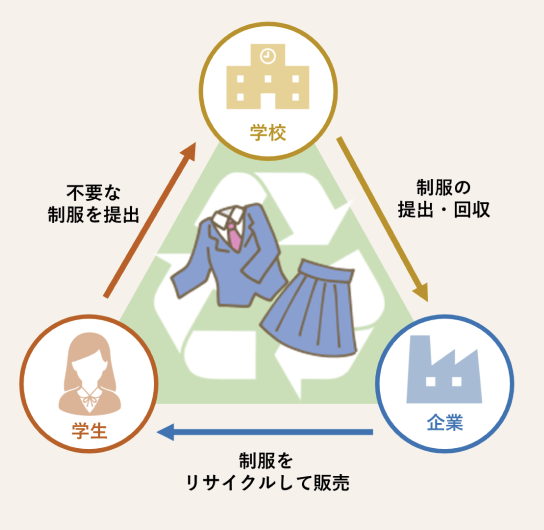 学校
不要な
制服を提出
制服の
提出・回収
学生
企業
制服を
リサイクルして販売